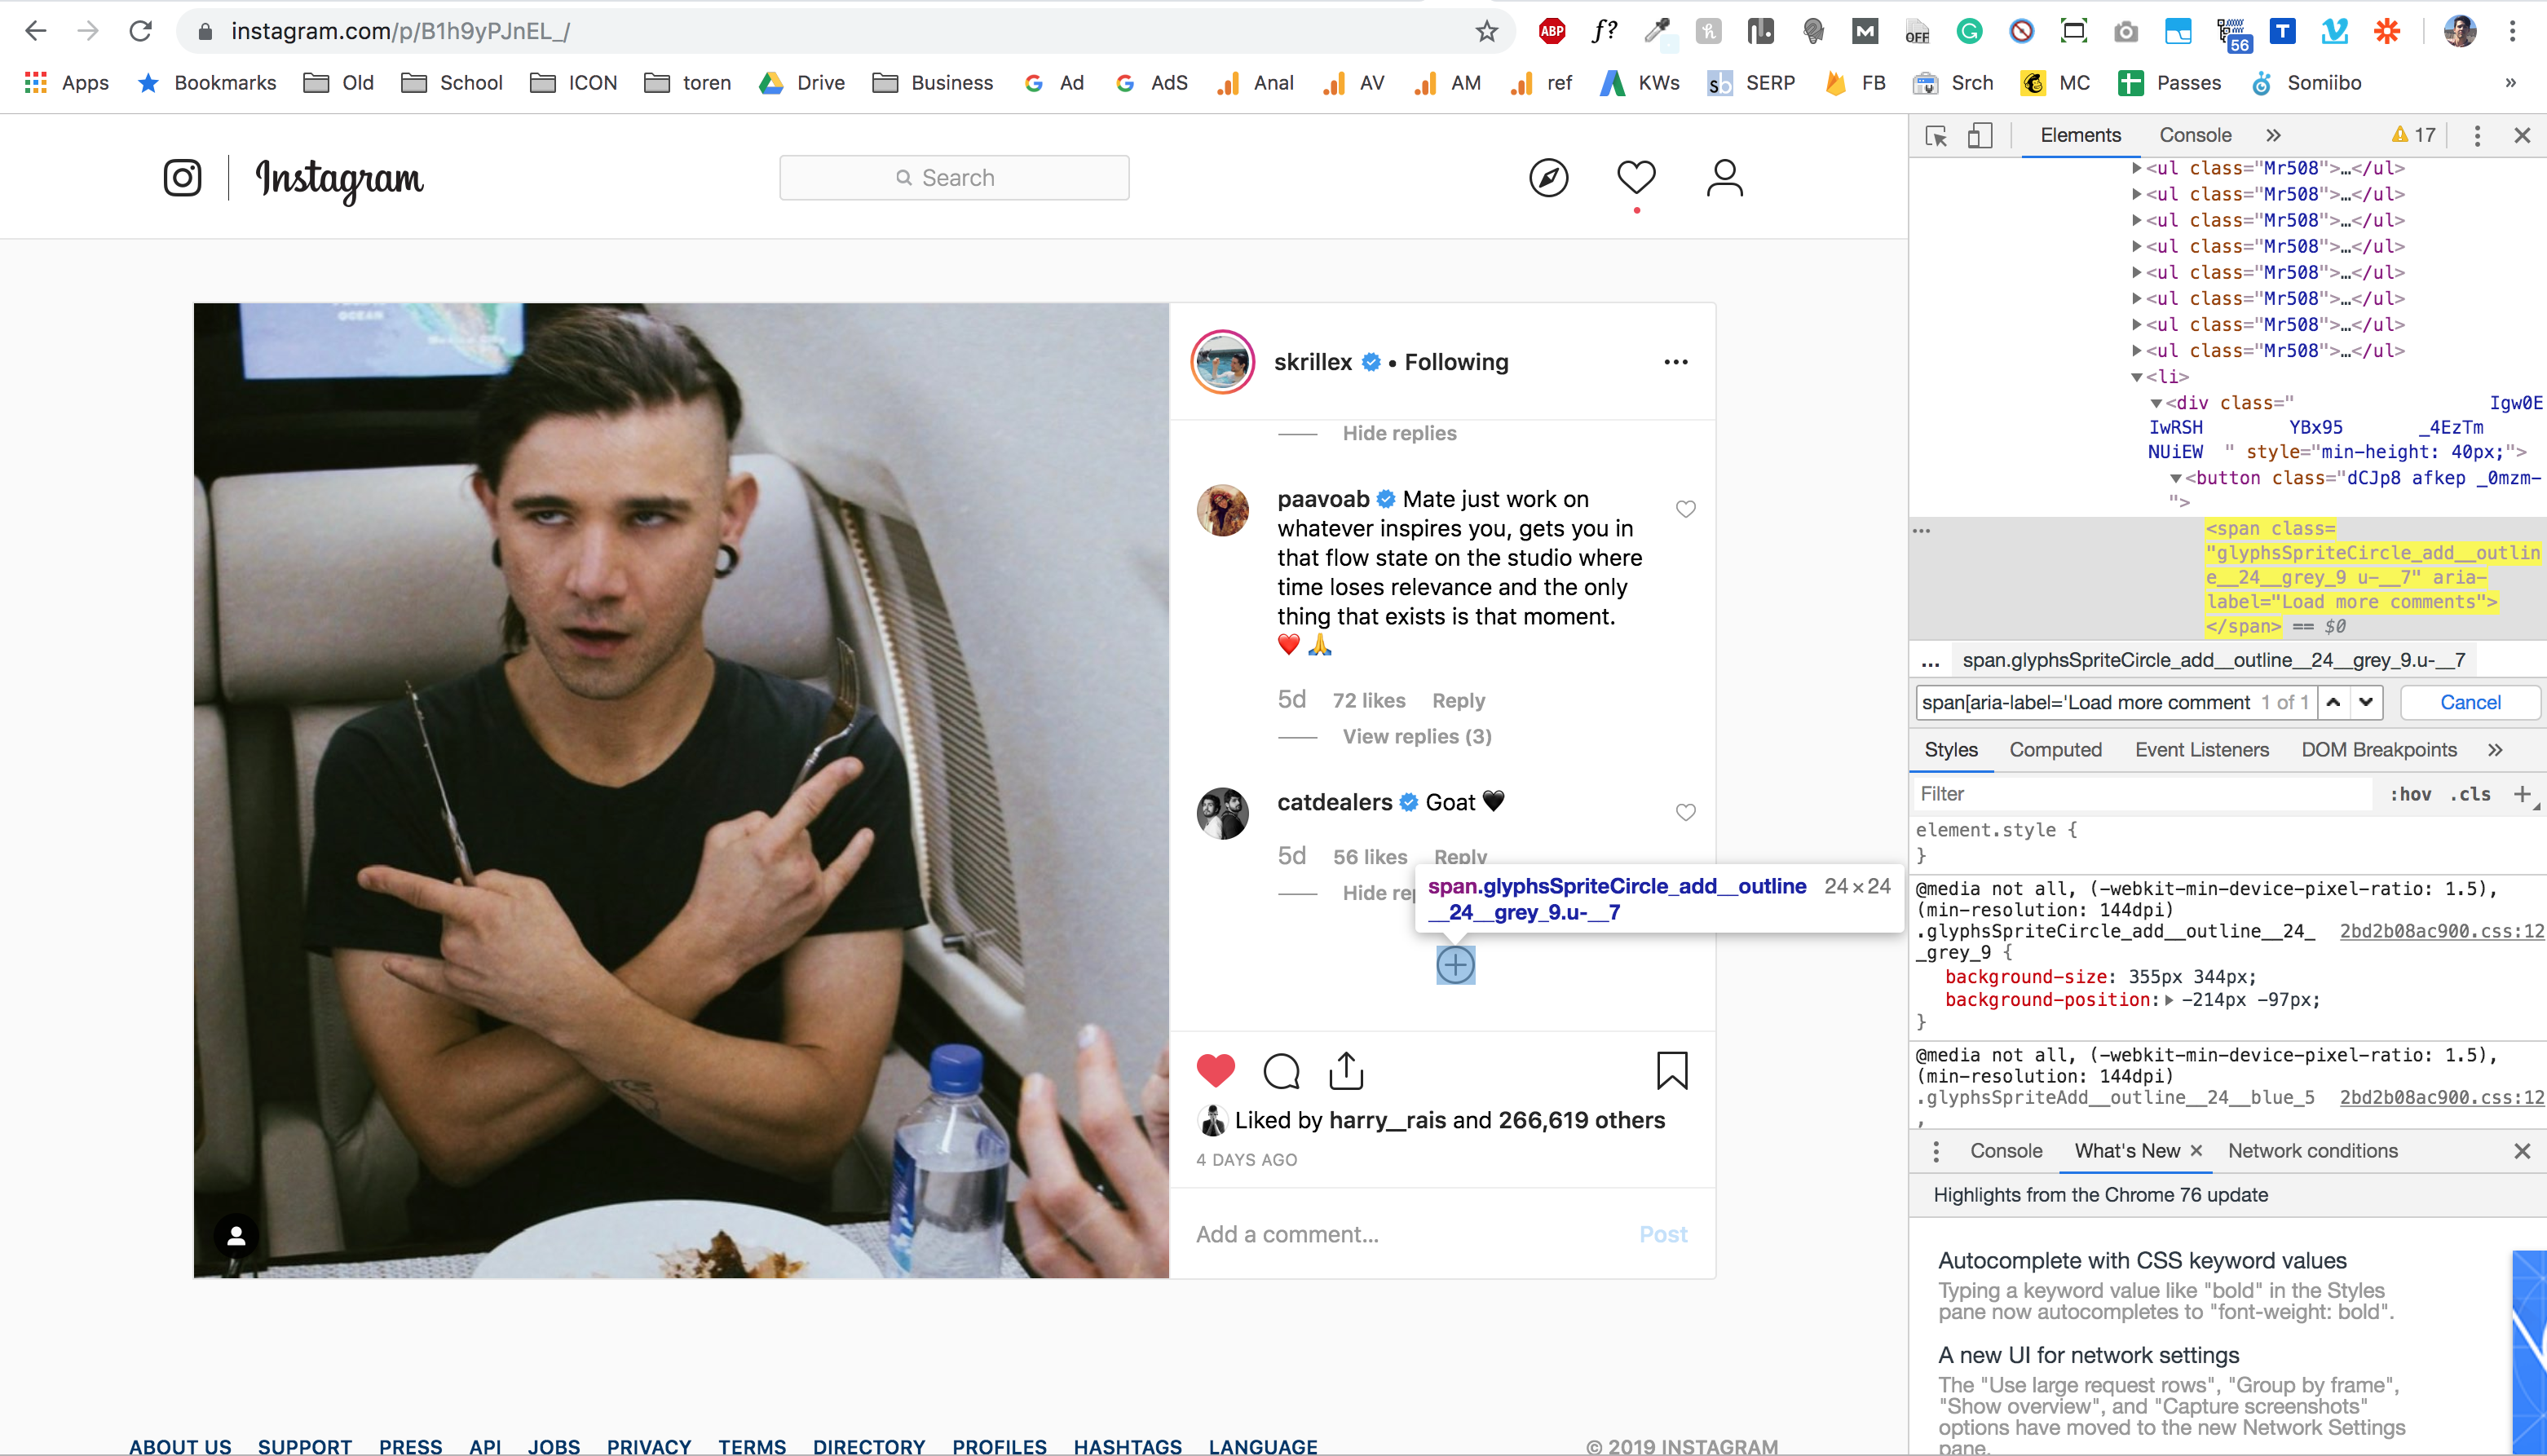 instagram.com/p/B1h9yPJnEL_/
ABP f? OFF 56 T
Apps Bookmarks Old School ICON toren Drive Business Ad AdS Anal AV AM ref KWs SERP FB Srch MC Passes Somiibo »
Instagram
Search
OCEAN
skrillex • Following
Hide replies
paavoab Mate just work on
whatever inspires you, gets you in
that flow state on the studio where
time loses relevance and the only
thing that exists is that moment.
❤️ 🙏
5d 72 likes Reply
View replies (3)
catdealers Goat 🖤
5d 56 likes Reply
Hide rep
span.glyphsSpriteCircle_add__outline 24 × 24
__24__grey_9.u-__7
Liked by harry__rais and 266,619 others
4 DAYS AGO
Add a comment... Post
ABOUT US SUPPORT PRESS API JOBS PRIVACY TERMS DIRECTORY PROFILES HASHTAGS LANGUAGE © 2019 INSTAGRAM
Elements Console » 17
<ul class="Mr508">…</ul>
<ul class="Mr508">…</ul>
<ul class="Mr508">…</ul>
<ul class="Mr508">…</ul>
<ul class="Mr508">…</ul>
<ul class="Mr508">…</ul>
<ul class="Mr508">…</ul>
<ul class="Mr508">…</ul>
<li>
<div class=" Igw0E
IwRSH YBx95 _4EzTm
NUiEW " style="min-height: 40px;">
<button class="dCJp8 afkep _0mzm-
">
… <span class=
"glyphsSpriteCircle_add__outlin
e__24__grey_9 u-__7" aria-
label="Load more comments">
</span> == $0
... span.glyphsSpriteCircle_add__outline__24__grey_9.u-__7
span[aria-label='Load more comment 1 of 1 Cancel
Styles Computed Event Listeners DOM Breakpoints »
Filter :hov .cls +
element.style {
}
@media not all, (-webkit-min-device-pixel-ratio: 1.5),
(min-resolution: 144dpi)
.glyphsSpriteCircle_add__outline__24_ 2bd2b08ac900.css:12
_grey_9 {
background-size: 355px 344px;
background-position: -214px -97px;
}
@media not all, (-webkit-min-device-pixel-ratio: 1.5),
(min-resolution: 144dpi)
.glyphsSpriteAdd__outline__24__blue_5 2bd2b08ac900.css:12
,
Console What's New × Network conditions
Highlights from the Chrome 76 update
Autocomplete with CSS keyword values
Typing a keyword value like "bold" in the Styles
pane now autocompletes to "font-weight: bold".
A new UI for network settings
The "Use large request rows", "Group by frame",
"Show overview", and "Capture screenshots"
options have moved to the new Network Settings
pane.